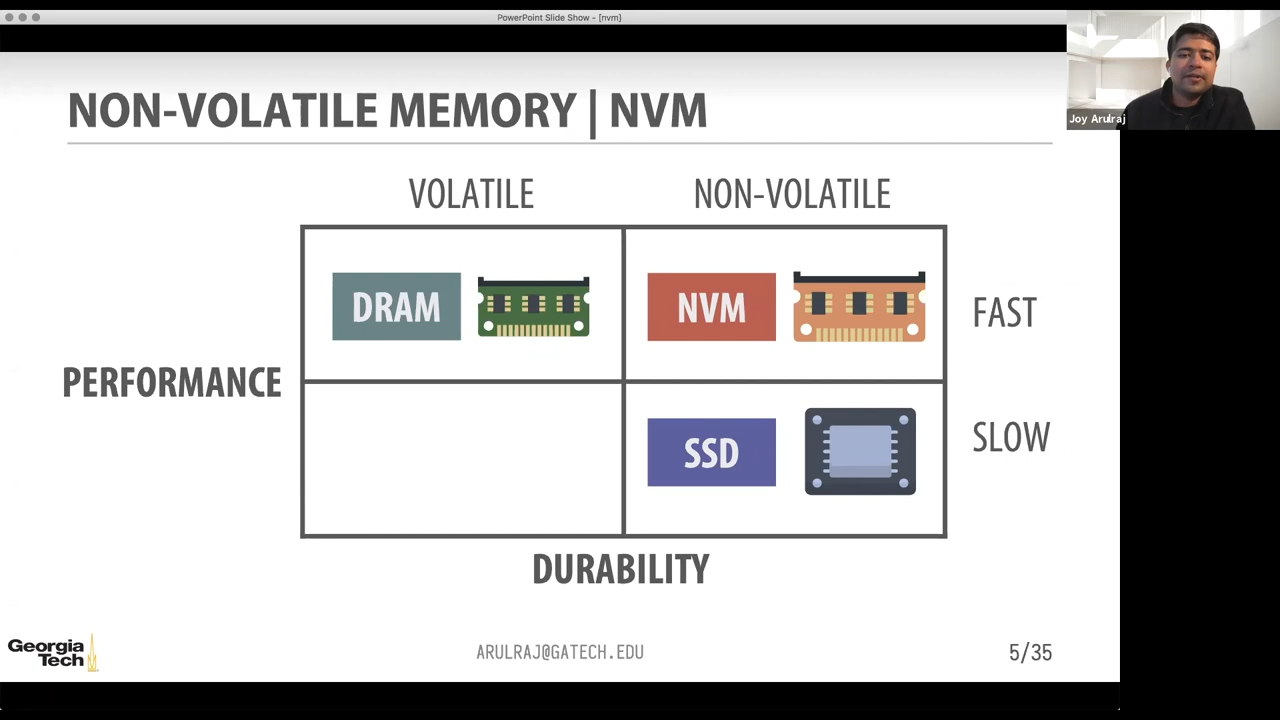 PowerPoint Slide Show - [nvm]
Joy Arulraj
NON-VOLATILE MEMORY | NVM
VOLATILE
NON-VOLATILE
DRAM
NVM
FAST
PERFORMANCE
SSD
SLOW
DURABILITY
Georgia
Tech
ARULRAJ@GATECH.EDU
5/35